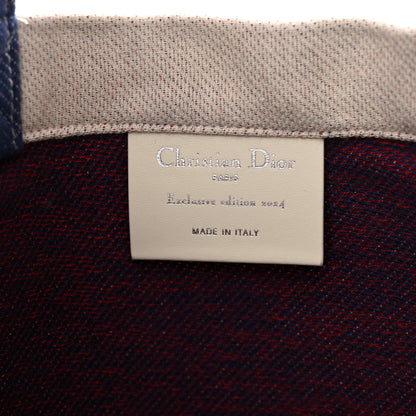 Christian Dior
PARIS
Exclusive edition 2024
MADE IN ITALY